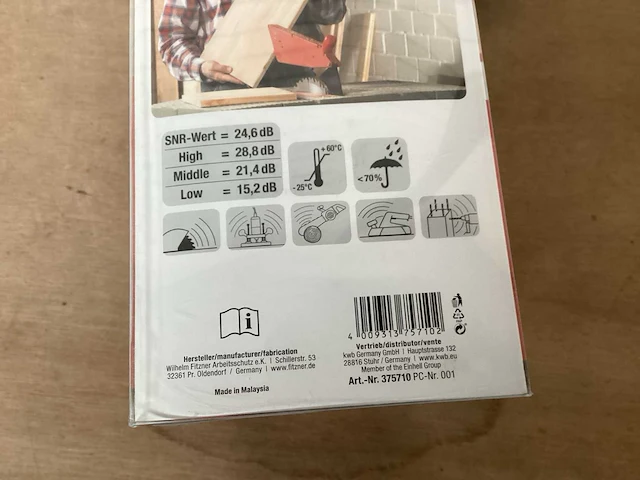 SNR-Wert = 24,6 dB
High = 28,8 dB
Middle = 21,4 dB
Low = 15,2 dB
+60°C
-25°C
<70%
i
4 009313 757102
Hersteller/manufacturer/fabrication
Wilhelm Fitzner Arbeitsschutz e.K. | Schillerstr. 53
32361 Pr. Oldendorf / Germany | www.fitzner.de
Made in Malaysia
Vertrieb/distributor/vente
kwb Germany GmbH | Hauptstrasse 132
28816 Stuhr / Germany | www.kwb.eu
Member of the Einhell Group
Art.-Nr. 375710 PC-Nr. 001